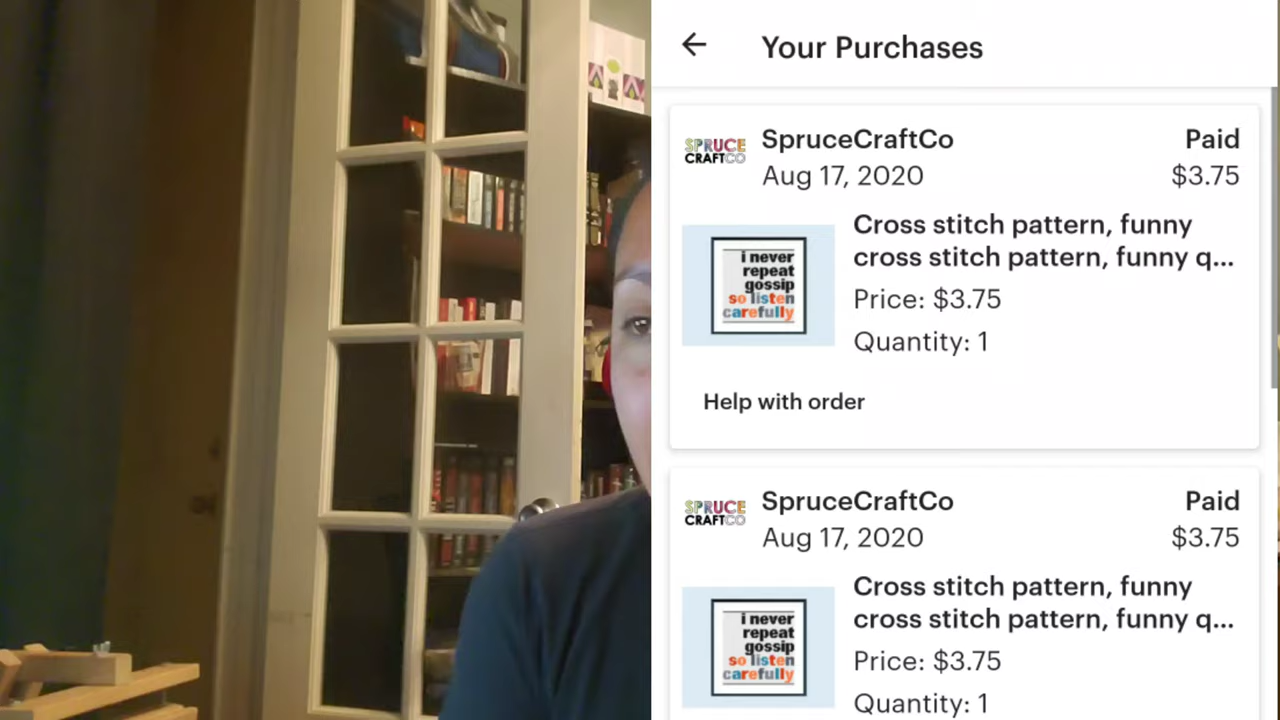 Your Purchases
SPRUCE
CRAFTCO
SpruceCraftCo
Paid
Aug 17, 2020
$3.75
i never
repeat
gossip
so listen
carefully
Cross stitch pattern, funny
cross stitch pattern, funny q...
Price: $3.75
Quantity: 1
Help with order
SPRUCE
CRAFTCO
SpruceCraftCo
Paid
Aug 17, 2020
$3.75
i never
repeat
gossip
so listen
carefully
Cross stitch pattern, funny
cross stitch pattern, funny q...
Price: $3.75
Quantity: 1